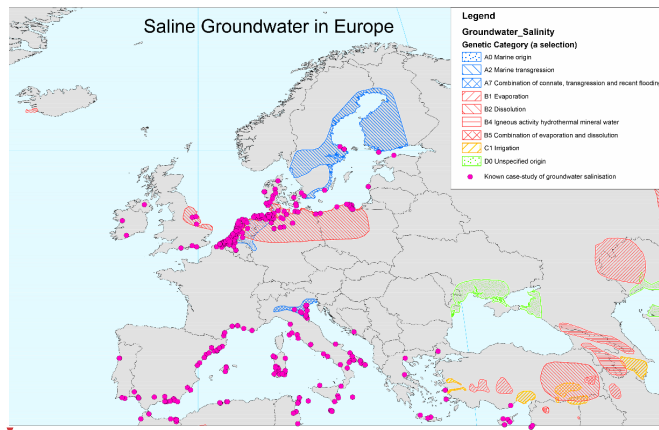 Saline Groundwater in Europe
Legend
Groundwater_Salinity
Genetic Category (a selection)
A0 Marine origin
A2 Marine transgression
A7 Combination of connate, transgression and recent flooding
B1 Evaporation
B2 Dissolution
B4 Igneous activity hydrothermal mineral water
B5 Combination of evaporation and dissolution
C1 Irrigation
D0 Unspecified origin
Known case-study of groundwater salinisation